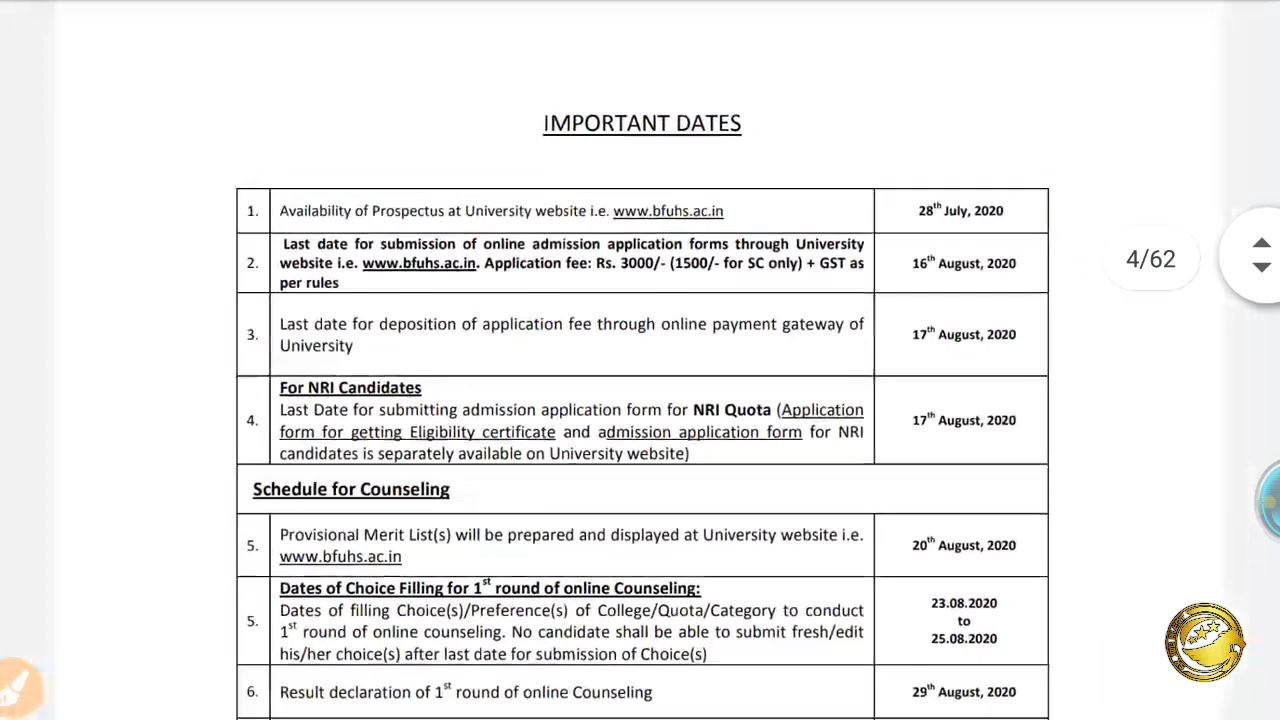 IMPORTANT DATES
1. Availability of Prospectus at University website i.e. www.bfuhs.ac.in 28th July, 2020
2. Last date for submission of online admission application forms through University
website i.e. www.bfuhs.ac.in. Application fee: Rs. 3000/- (1500/- for SC only) + GST as
per rules
16th August, 2020
3. Last date for deposition of application fee through online payment gateway of
University
17th August, 2020
4. For NRI Candidates
Last Date for submitting admission application form for NRI Quota (Application
form for getting Eligibility certificate and admission application form for NRI
candidates is separately available on University website)
17th August, 2020
Schedule for Counseling
5. Provisional Merit List(s) will be prepared and displayed at University website i.e.
www.bfuhs.ac.in
20th August, 2020
5. Dates of Choice Filling for 1st round of online Counseling:
Dates of filling Choice(s)/Preference(s) of College/Quota/Category to conduct
1st round of online counseling. No candidate shall be able to submit fresh/edit
his/her choice(s) after last date for submission of Choice(s)
23.08.2020
to
25.08.2020
6. Result declaration of 1st round of online Counseling 29th August, 2020
4/62